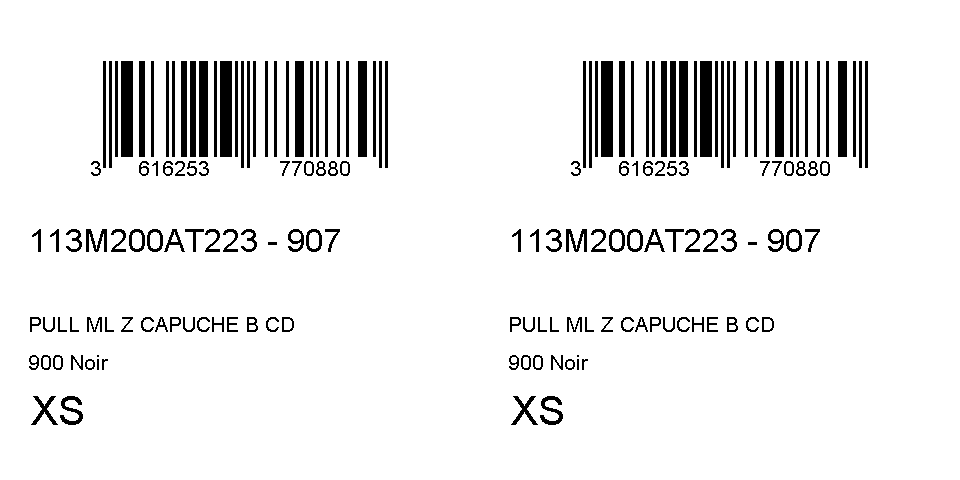 3 616253 770880
113M200AT223 - 907
PULL ML Z CAPUCHE B CD
900 Noir
XS
3 616253 770880
113M200AT223 - 907
PULL ML Z CAPUCHE B CD
900 Noir
XS